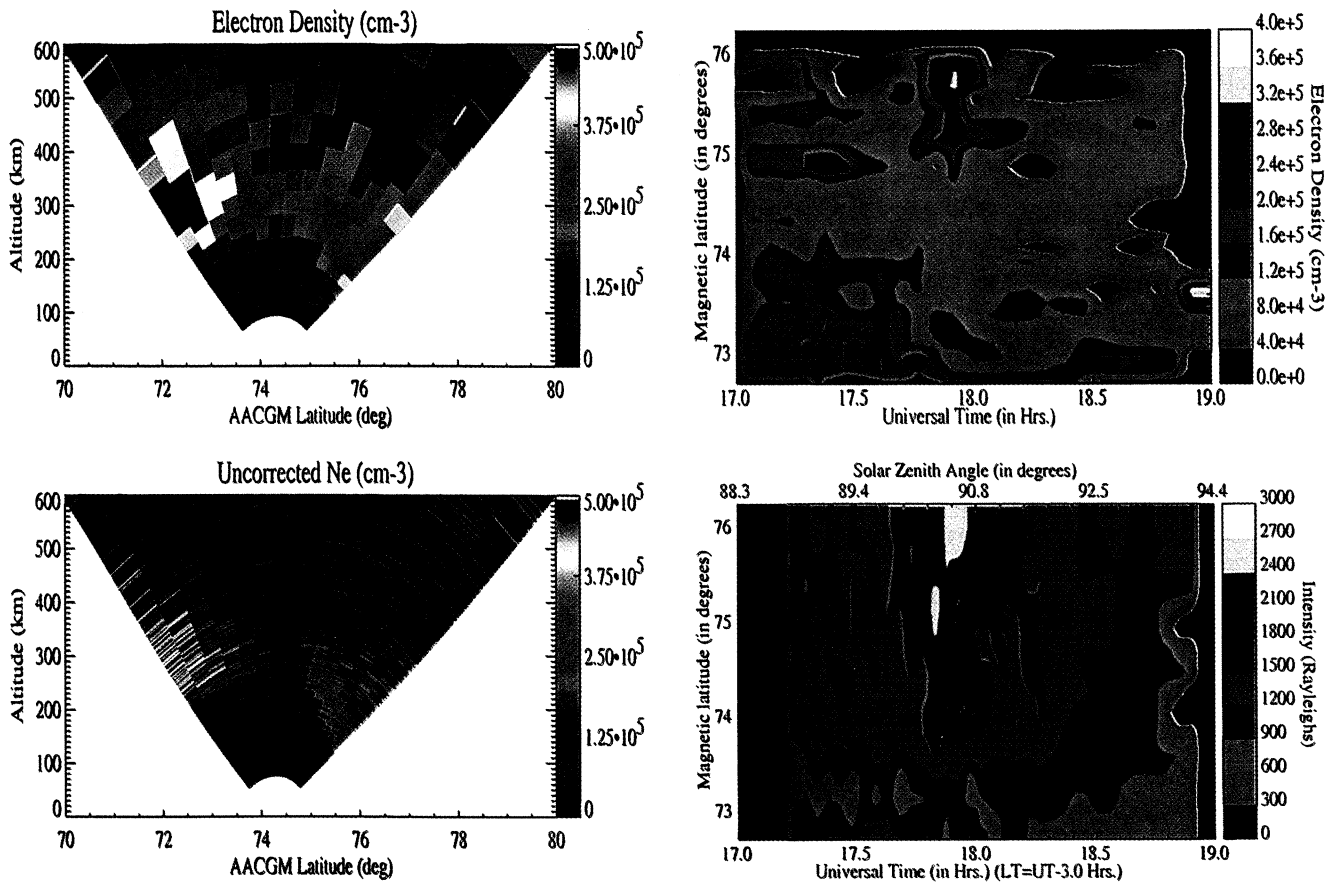 Electron Density (cm-3)
600
500
400
300
200
100
0
Altitude (km)
70
72
74
76
78
80
AACGM Latitude (deg)
5.00•10^5
3.75•10^5
2.50•10^5
1.25•10^5
0
76
75
74
73
Magnetic latitude (in degrees)
17.0
17.5
18.0
18.5
19.0
Universal Time (in Hrs.)
4.0e+5
3.6e+5
3.2e+5
2.8e+5
2.4e+5
2.0e+5
1.6e+5
1.2e+5
8.0e+4
4.0e+4
0.0e+0
Electron Density (cm-3)
Uncorrected Ne (cm-3)
600
500
400
300
200
100
0
Altitude (km)
70
72
74
76
78
80
AACGM Latitude (deg)
5.00•10^5
3.75•10^5
2.50•10^5
1.25•10^5
0
Solar Zenith Angle (in degrees)
88.3
89.4
90.8
92.5
94.4
76
75
74
73
Magnetic latitude (in degrees)
17.0
17.5
18.0
18.5
19.0
Universal Time (in Hrs.) (LT=UT-3.0 Hrs.)
3000
2700
2400
2100
1800
1500
1200
900
600
300
0
Intensity (Rayleighs)